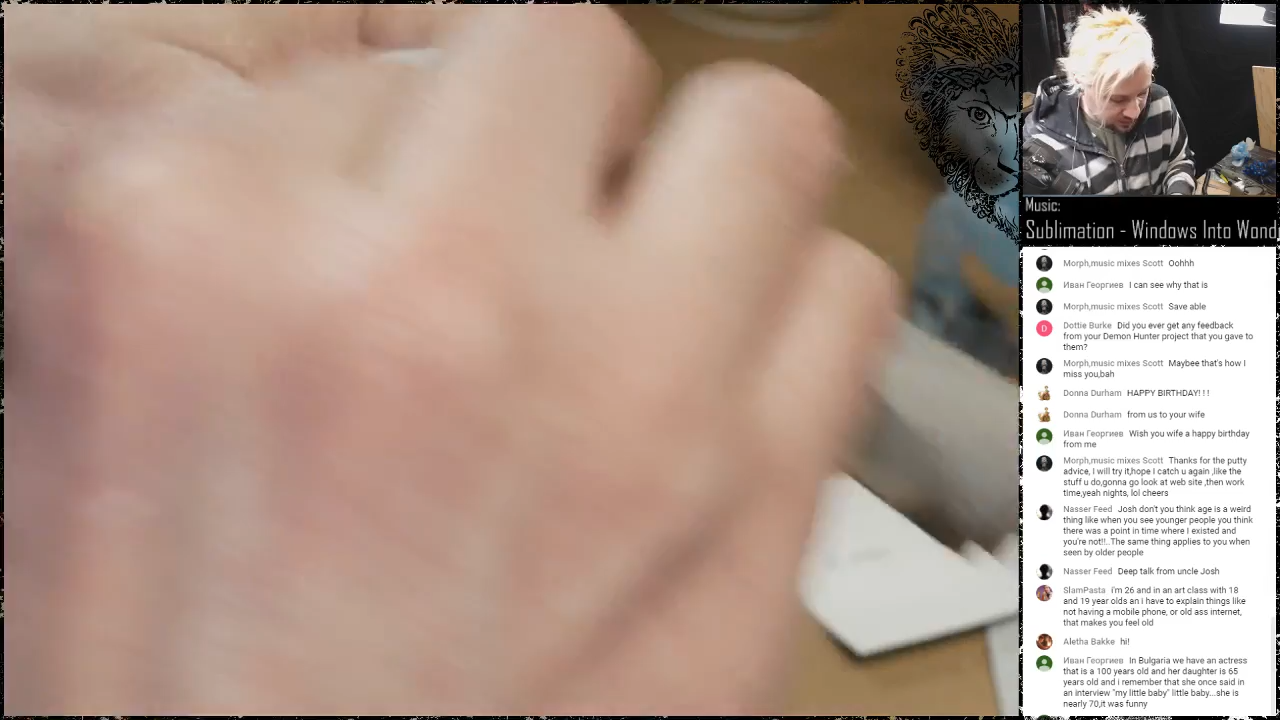 Music:
Sublimation - Windows Into Wond
Morph,music mixes Scott Oohhh
Иван Георгиев I can see why that is
Morph,music mixes Scott Save able
Dottie Burke Did you ever get any feedback
from your Demon Hunter project that you gave to
them?
Morph,music mixes Scott Maybee that's how I
miss you,bah
Donna Durham HAPPY BIRTHDAY! ! !
Donna Durham from us to your wife
Иван Георгиев Wish you wife a happy birthday
from me
Morph,music mixes Scott Thanks for the putty
advice, I will try it,hope I catch u again ,like the
stuff u do,gonna go look at web site ,then work
time,yeah nights, lol cheers
Nasser Feed Josh don't you think age is a weird
thing like when you see younger people you think
there was a point in time where I existed and
you're not!!..The same thing applies to you when
seen by older people
Nasser Feed Deep talk from uncle Josh
SlamPasta i'm 26 and in an art class with 18
and 19 year olds an i have to explain things like
not having a mobile phone, or old ass internet,
that makes you feel old
Aletha Bakke hi!
Иван Георгиев In Bulgaria we have an actress
that is a 100 years old and her daughter is 65
years old and i remember that she once said in
an interview "my little baby" little baby...she is
nearly 70,it was funny